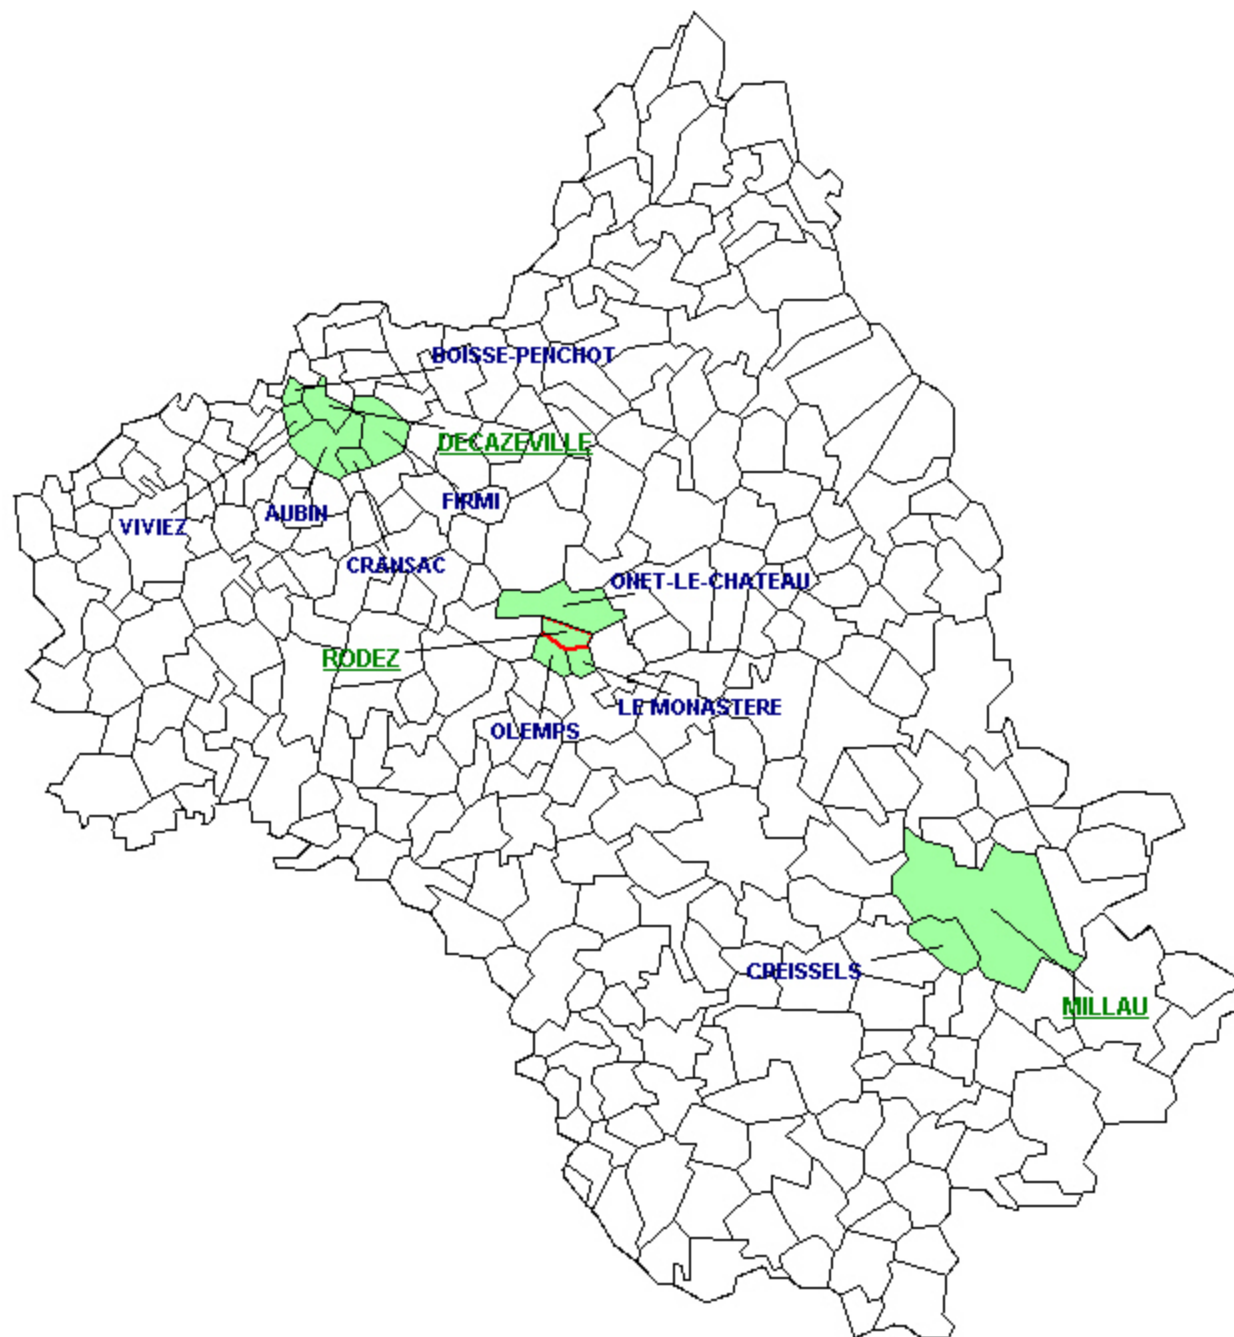 BOISSE-PENCHOT
DECAZEVILLE
FIRMI
AUBIN
VIVIEZ
CRANSAC
ONET-LE-CHATEAU
RODEZ
LE MONASTERE
OLEMPS
CREISSELS
MILLAU